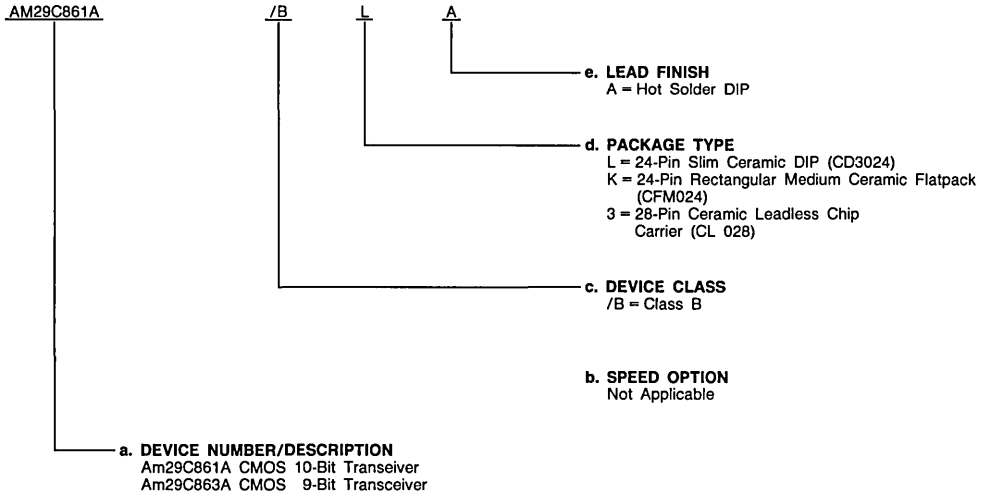 AM29C861A /B L A
e. LEAD FINISH
A = Hot Solder DIP
d. PACKAGE TYPE
L = 24-Pin Slim Ceramic DIP (CD3024)
K = 24-Pin Rectangular Medium Ceramic Flatpack
(CFM024)
3 = 28-Pin Ceramic Leadless Chip
Carrier (CL 028)
c. DEVICE CLASS
/B = Class B
b. SPEED OPTION
Not Applicable
a. DEVICE NUMBER/DESCRIPTION
Am29C861A CMOS 10-Bit Transeiver
Am29C863A CMOS 9-Bit Transceiver